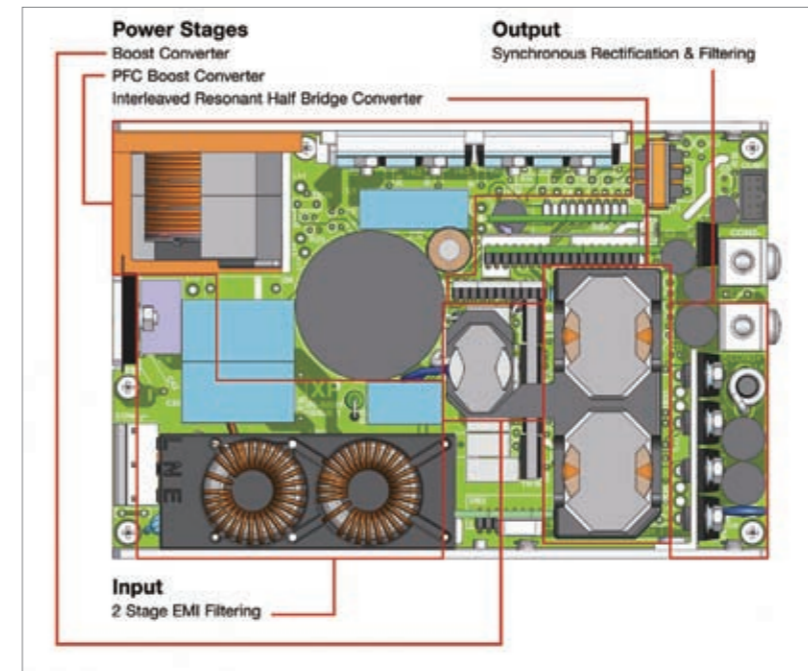 Power Stages
Boost Converter
PFC Boost Converter
Interleaved Resonant Half Bridge Converter
Output
Synchronous Rectification & Filtering
XP
L N E
Input
2 Stage EMI Filtering